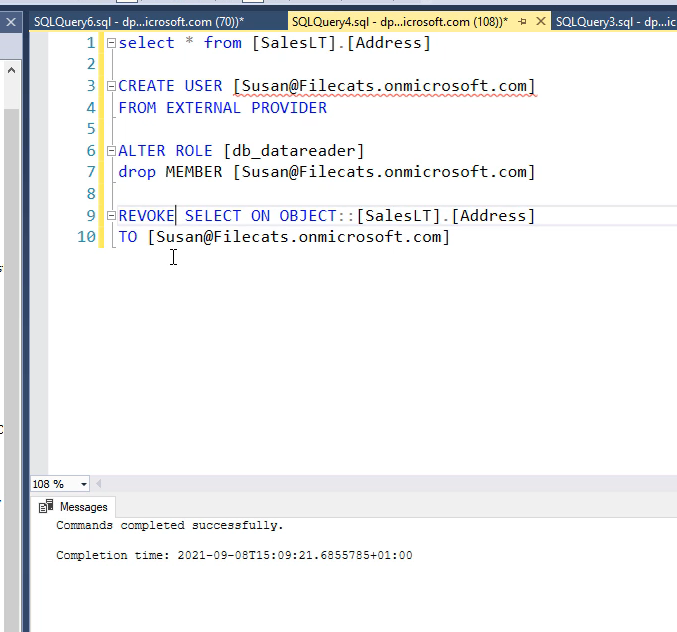 SQLQuery6.sql - dp...icrosoft.com (70))*
SQLQuery4.sql - dp...icrosoft.com (108))*
SQLQuery3.sql - dp...ic
1 select * from [SalesLT].[Address]
2
3 CREATE USER [Susan@Filecats.onmicrosoft.com]
4 FROM EXTERNAL PROVIDER
5
6 ALTER ROLE [db_datareader]
7 drop MEMBER [Susan@Filecats.onmicrosoft.com]
8
9 REVOKE SELECT ON OBJECT::[SalesLT].[Address]
10 TO [Susan@Filecats.onmicrosoft.com]
108 %
Messages
Commands completed successfully.
Completion time: 2021-09-08T15:09:21.6855785+01:00